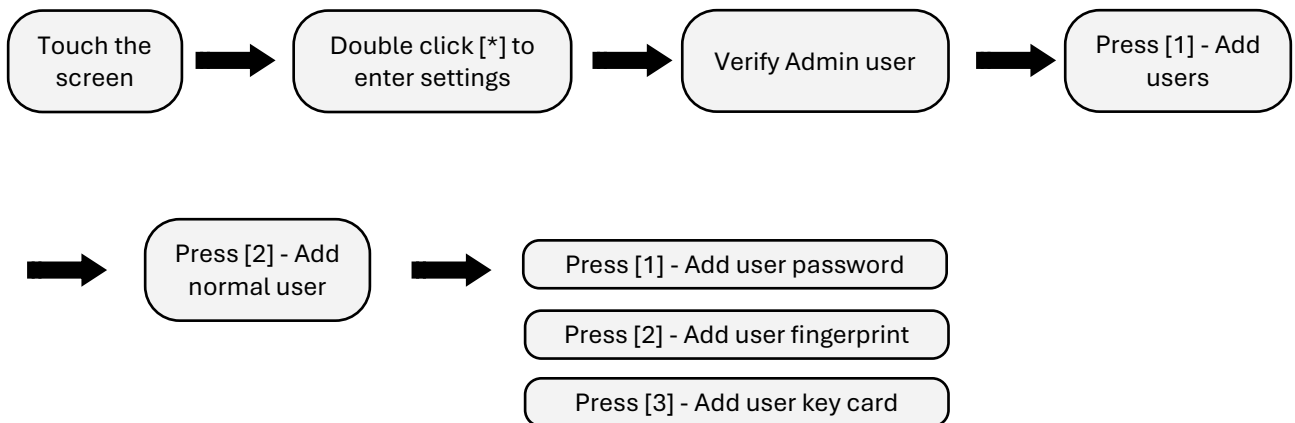 Touch the
screen
Double click [*] to
enter settings
Verify Admin user
Press [1] - Add
users
Press [2] - Add
normal user
Press [1] - Add user password
Press [2] - Add user fingerprint
Press [3] - Add user key card